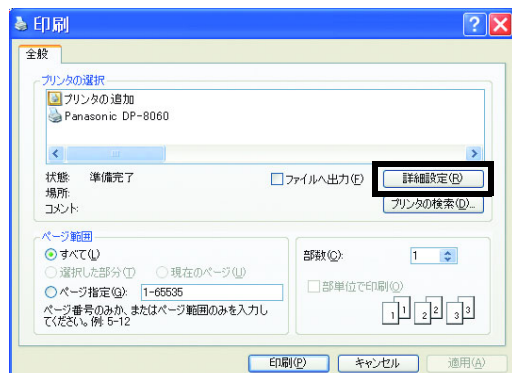 印刷
全般
プリンタの選択
プリンタの追加
Panasonic DP-8060
状態: 準備完了
場所:
コメント:
ファイルへ出力(F)
詳細設定(R)
プリンタの検索(D)...
ページ範囲
すべて(L)
選択した部分(T) 現在のページ(U)
ページ指定(G): 1-65535
ページ番号のみか、またはページ範囲のみを入力し
てください。例: 5-12
部数(C): 1
部単位で印刷(O)
1 1 2 2 3 3
印刷(P) キャンセル 適用(A)